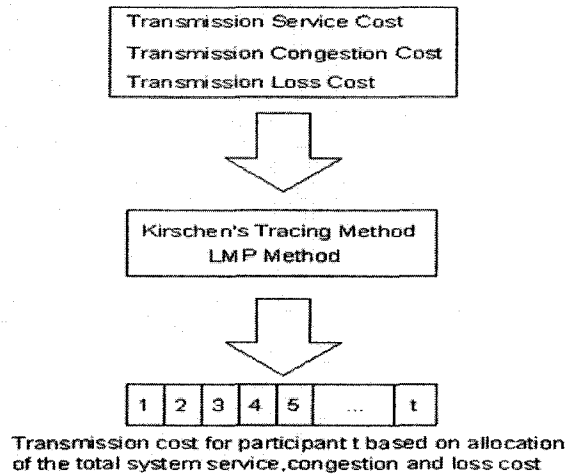 Transmission Service Cost
Transmission Congestion Cost
Transmission Loss Cost
Kirschen's Tracing Method
LMP Method
1 2 3 4 5 ... t
Transmission cost for participant t based on allocation
of the total system service,congestion and loss cost